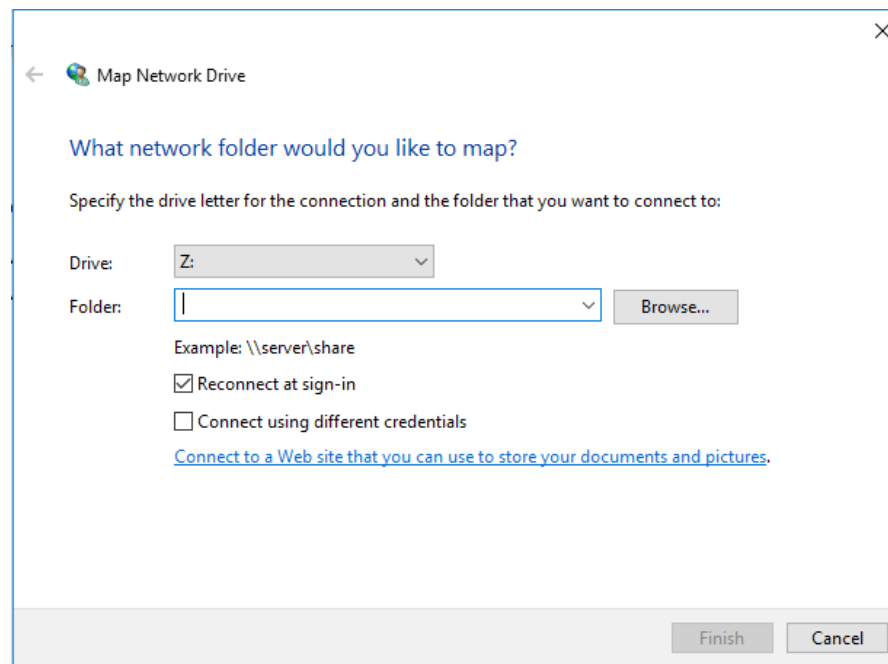 Map Network Drive
What network folder would you like to map?
Specify the drive letter for the connection and the folder that you want to connect to:
Drive: Z:
Folder: Browse...
Example: \\server\share
Reconnect at sign-in
Connect using different credentials
Connect to a Web site that you can use to store your documents and pictures.
Finish Cancel